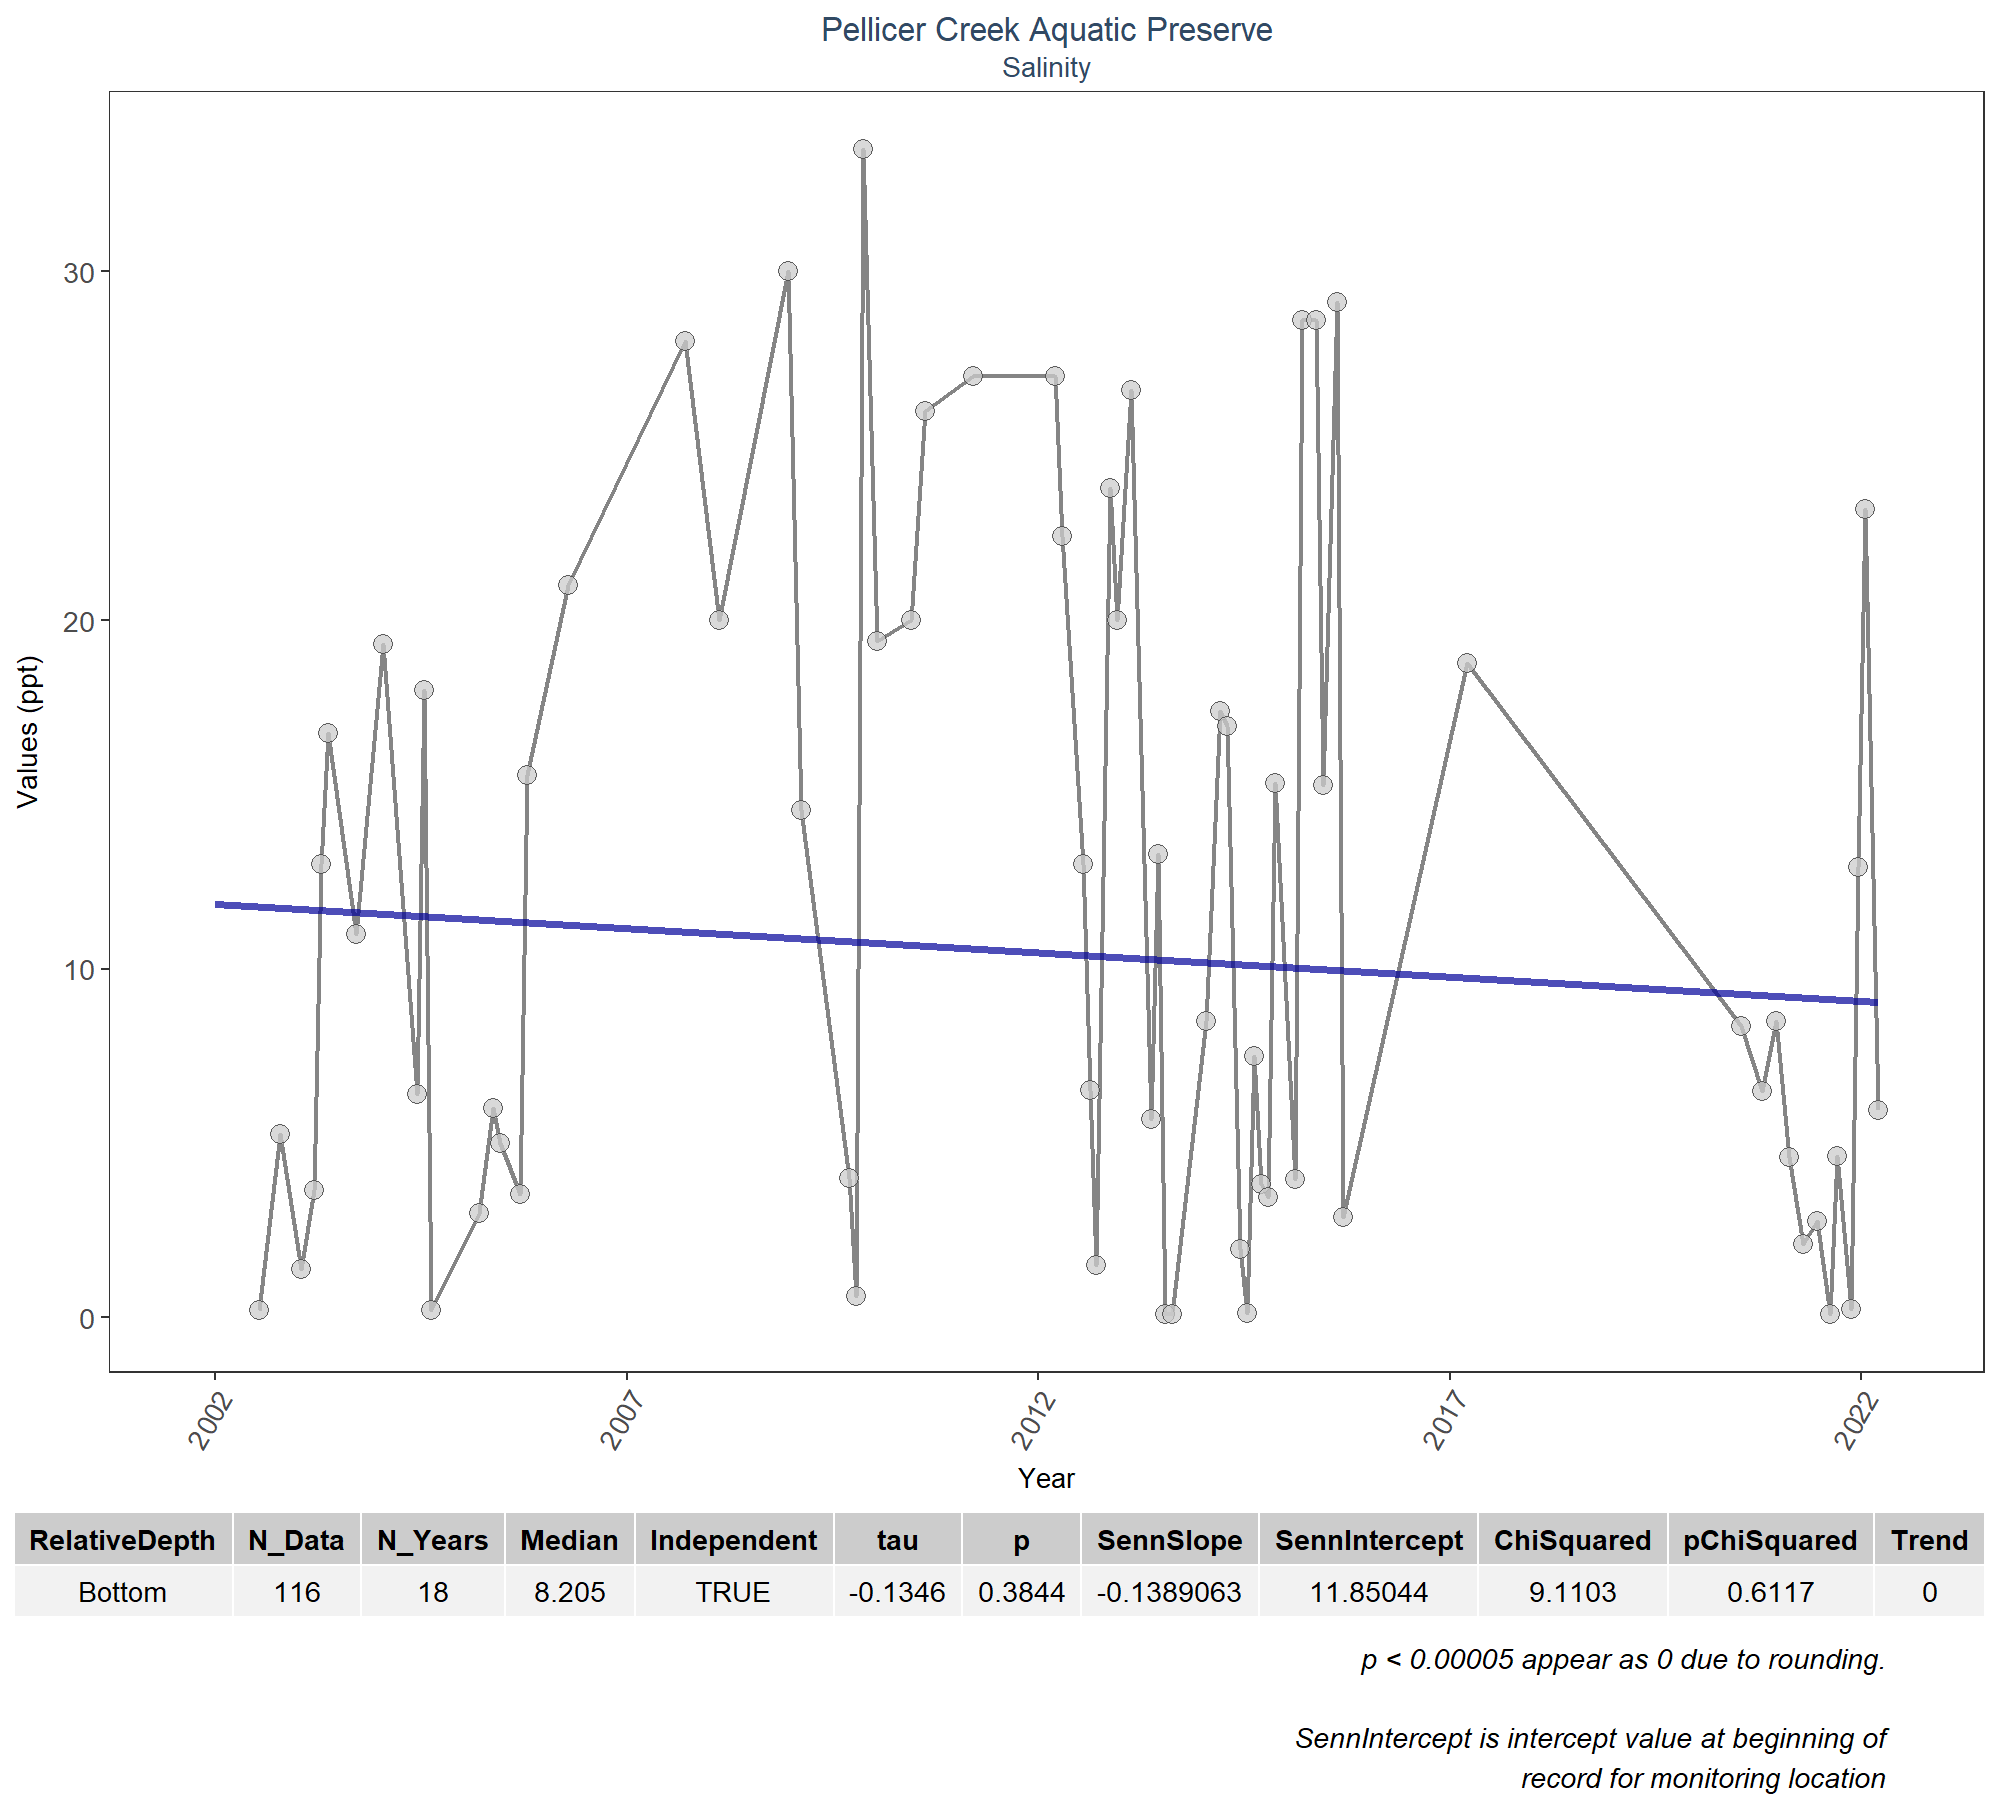 Pellicer Creek Aquatic Preserve
Salinity
Values (ppt)
30
20
10
0
2002 2007 2012 2017 2022
Year
RelativeDepth N_Data N_Years Median Independent tau p SennSlope SennIntercept ChiSquared pChiSquared Trend
Bottom 116 18 8.205 TRUE -0.1346 0.3844 -0.1389063 11.85044 9.1103 0.6117 0
p < 0.00005 appear as 0 due to rounding.
SennIntercept is intercept value at beginning of
record for monitoring location